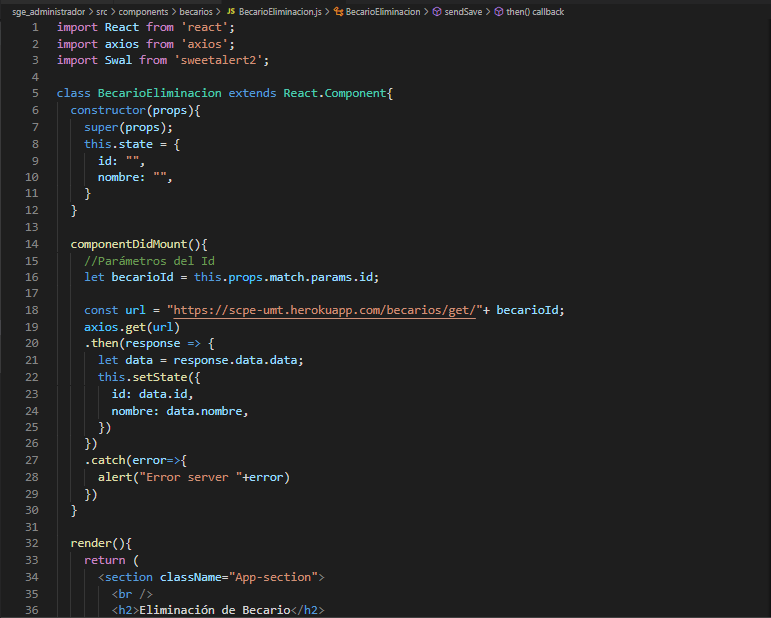 sge_administrador > src > components > becarios > JS BecarioEliminacion.js > BecarioEliminacion > sendSave > then() callback
1 import React from 'react';
2 import axios from 'axios';
3 import Swal from 'sweetalert2';
4
5 class BecarioEliminacion extends React.Component{
6 constructor(props){
7 super(props);
8 this.state = {
9 id: "",
10 nombre: "",
11 }
12 }
13
14 componentDidMount(){
15 //Parámetros del Id
16 let becarioId = this.props.match.params.id;
17
18 const url = "https://scpe-umt.herokuapp.com/becarios/get/"+ becarioId;
19 axios.get(url)
20 .then(response => {
21 let data = response.data.data;
22 this.setState({
23 id: data.id,
24 nombre: data.nombre,
25 })
26 })
27 .catch(error=>{
28 alert("Error server "+error)
29 })
30 }
31
32 render(){
33 return (
34 <section className="App-section">
35 <br />
36 <h2>Eliminación de Becario</h2>